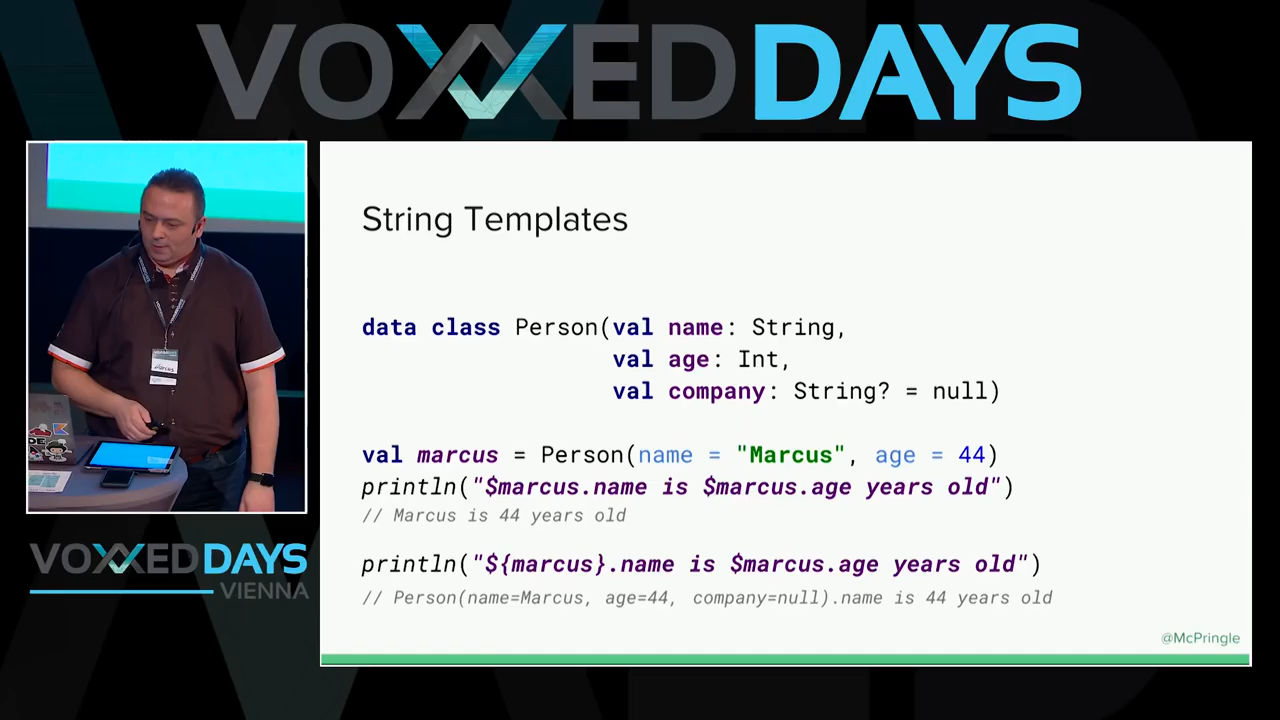 VOXXED DAYS
String Templates
data class Person(val name: String,
val age: Int,
val company: String? = null)
val marcus = Person(name = "Marcus", age = 44)
println("$marcus.name is $marcus.age years old")
// Marcus is 44 years old
println("${marcus}.name is $marcus.age years old")
// Person(name=Marcus, age=44, company=null).name is 44 years old
@McPringle
Marcus
VOXXED DAYS
VIENNA